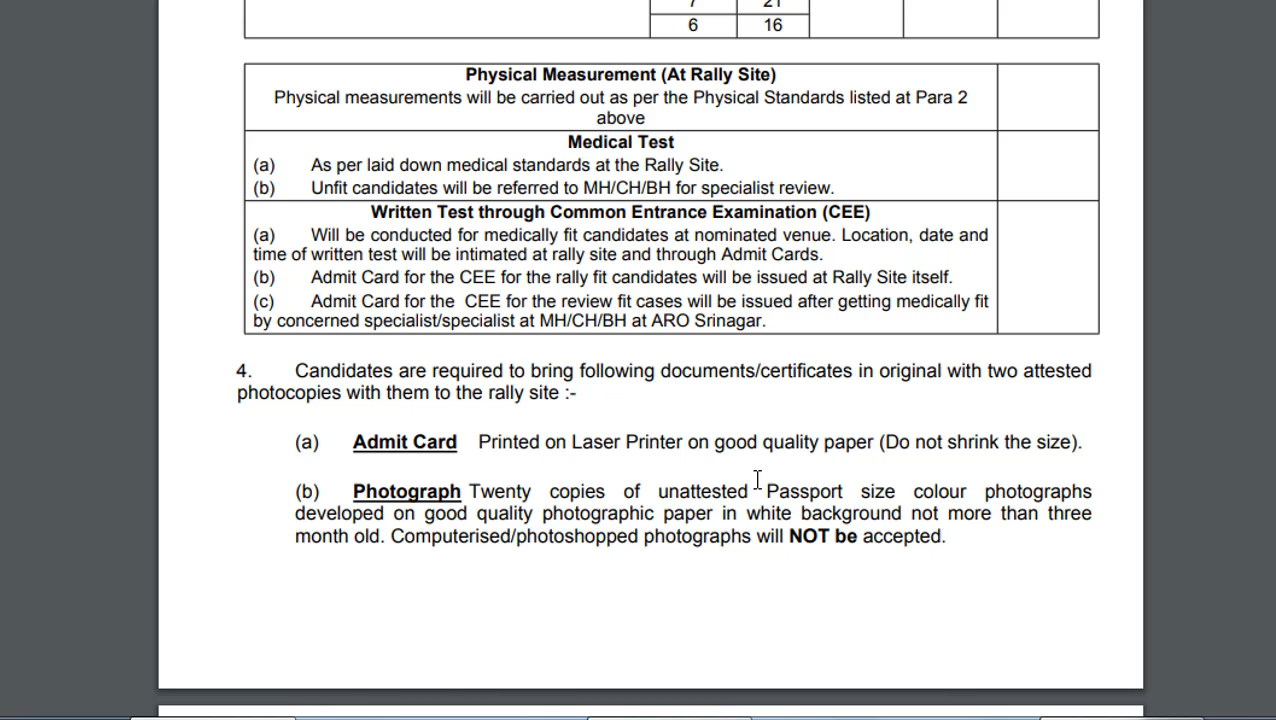 7 21
6 16
Physical Measurement (At Rally Site)
Physical measurements will be carried out as per the Physical Standards listed at Para 2
above
Medical Test
(a) As per laid down medical standards at the Rally Site.
(b) Unfit candidates will be referred to MH/CH/BH for specialist review.
Written Test through Common Entrance Examination (CEE)
(a) Will be conducted for medically fit candidates at nominated venue. Location, date and
time of written test will be intimated at rally site and through Admit Cards.
(b) Admit Card for the CEE for the rally fit candidates will be issued at Rally Site itself.
(c) Admit Card for the CEE for the review fit cases will be issued after getting medically fit
by concerned specialist/specialist at MH/CH/BH at ARO Srinagar.
4. Candidates are required to bring following documents/certificates in original with two attested
photocopies with them to the rally site :-
(a) Admit Card Printed on Laser Printer on good quality paper (Do not shrink the size).
(b) Photograph Twenty copies of unattested Passport size colour photographs
developed on good quality photographic paper in white background not more than three
month old. Computerised/photoshopped photographs will NOT be accepted.